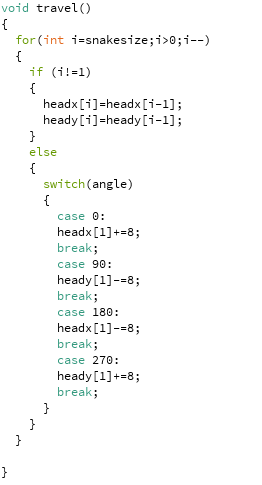 void travel()
{
  for(int i=snakesize;i>0;i--)
  {
    if (i!=1)
    {
      headx[i]=headx[i-1];
      heady[i]=heady[i-1];
    }
    else
    {
      switch(angle)
      {
        case 0:
        headx[1]+=8;
        break;
        case 90:
        heady[1]-=8;
        break;
        case 180:
        headx[1]-=8;
        break;
        case 270:
        heady[1]+=8;
        break;
      }
    }
  }

}